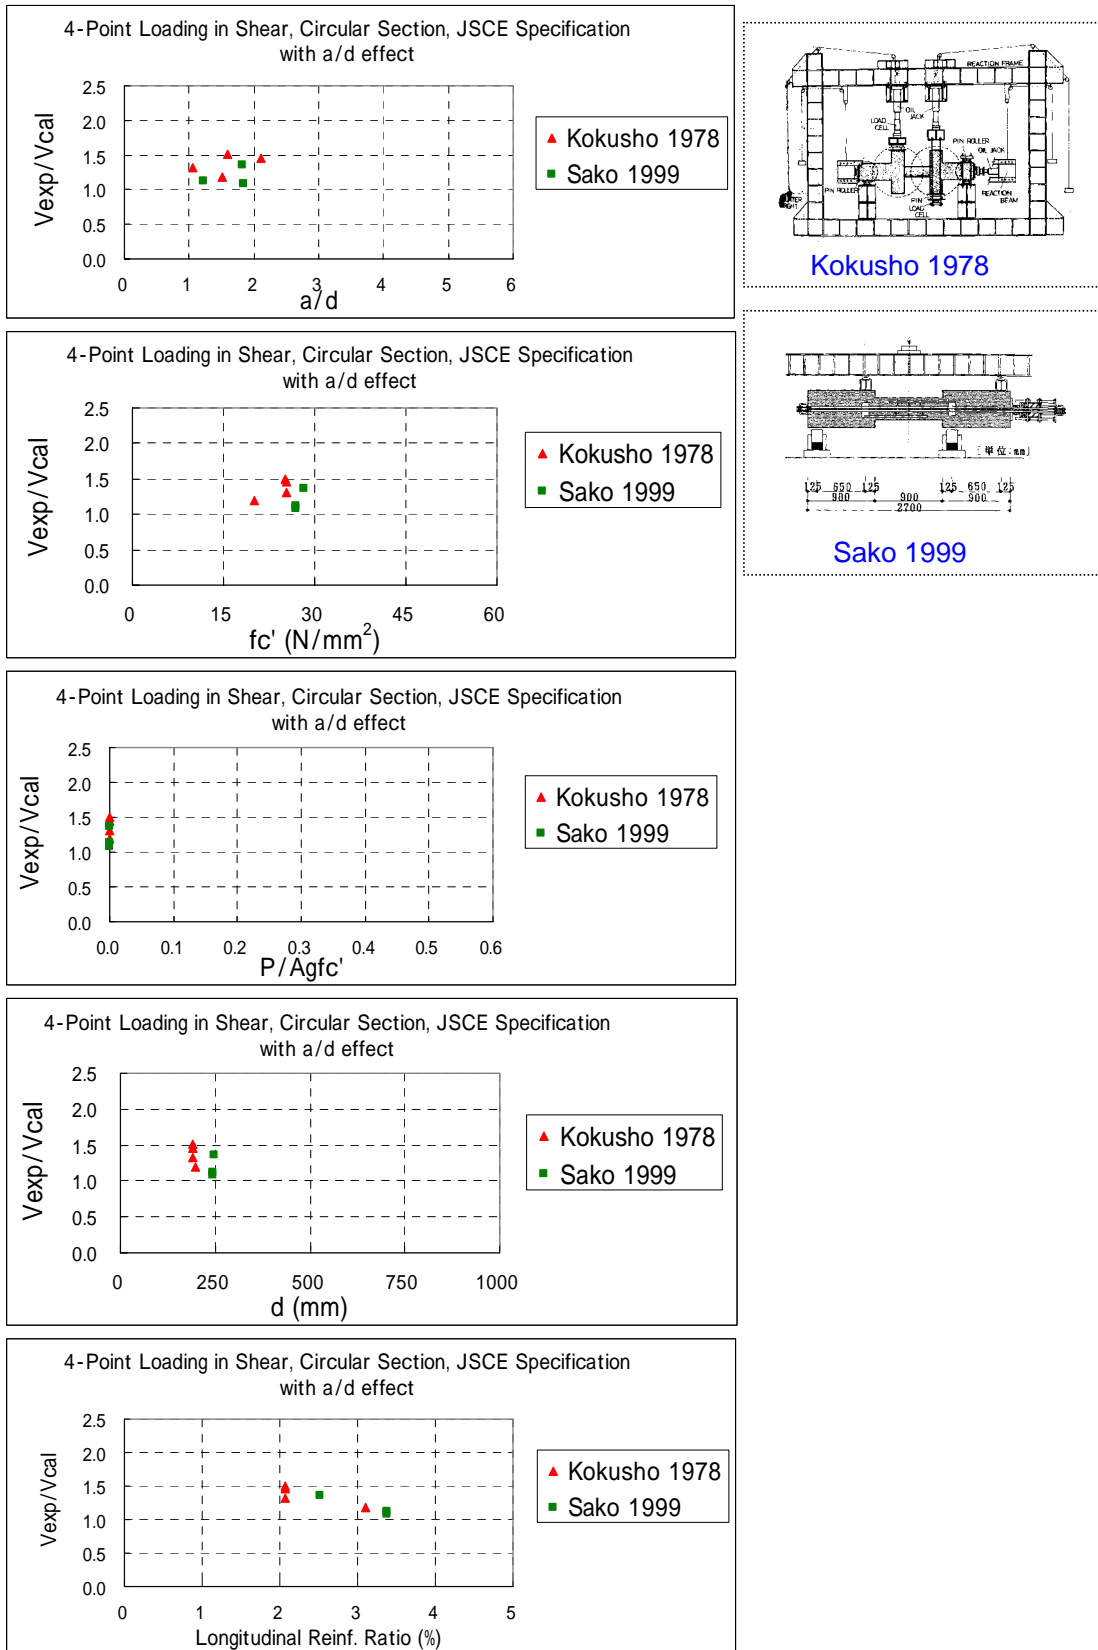 4-Point Loading in Shear, Circular Section, JSCE Specification
with a/d effect
2.5
2.0
1.5
1.0
0.5
0.0
Vexp/Vcal
0 1 2 3 4 5 6
a/d
Kokusho 1978
Sako 1999
REACTION FRAME
OIL JACK
LOAD CELL
PIN ROLLER
OIL JACK
PIN ROLLER
PIN
LOAD CELL
REACTION BEAM
Kokusho 1978
4-Point Loading in Shear, Circular Section, JSCE Specification
with a/d effect
2.5
2.0
1.5
1.0
0.5
0.0
Vexp/Vcal
0 15 30 45 60
fc' (N/mm²)
Kokusho 1978
Sako 1999
[単位:mm]
125 650 125 125 650 125
900 900 900
2700
Sako 1999
4-Point Loading in Shear, Circular Section, JSCE Specification
with a/d effect
2.5
2.0
1.5
1.0
0.5
0.0
Vexp/Vcal
0.0 0.1 0.2 0.3 0.4 0.5 0.6
P/Agfc'
Kokusho 1978
Sako 1999
4-Point Loading in Shear, Circular Section, JSCE Specification
with a/d effect
2.5
2.0
1.5
1.0
0.5
0.0
Vexp/Vcal
0 250 500 750 1000
d (mm)
Kokusho 1978
Sako 1999
4-Point Loading in Shear, Circular Section, JSCE Specification
with a/d effect
2.5
2.0
1.5
1.0
0.5
0.0
Vexp/Vcal
0 1 2 3 4 5
Longitudinal Reinf. Ratio (%)
Kokusho 1978
Sako 1999